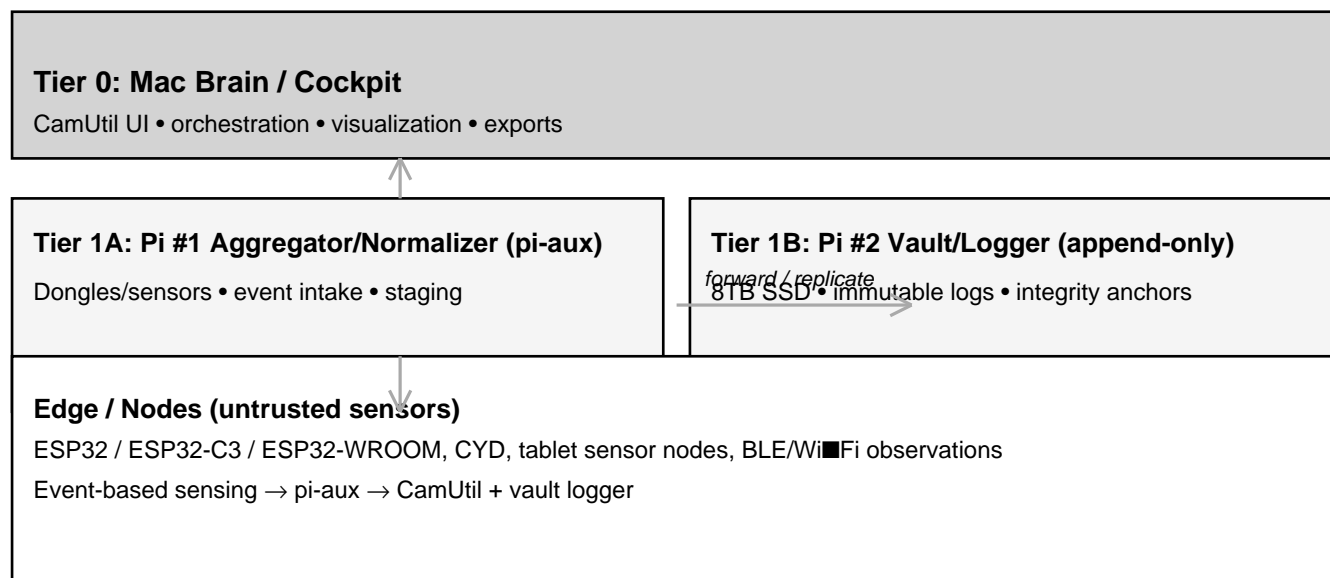 Tier 0: Mac Brain / Cockpit
CamUtil UI • orchestration • visualization • exports
Tier 1A: Pi #1 Aggregator/Normalizer (pi-aux)
Dongles/sensors • event intake • staging
Tier 1B: Pi #2 Vault/Logger (append-only)
forward / replicate
8TB SSD • immutable logs • integrity anchors
Edge / Nodes (untrusted sensors)
ESP32 / ESP32-C3 / ESP32-WROOM, CYD, tablet sensor nodes, BLE/Wi■Fi observations
Event-based sensing → pi-aux → CamUtil + vault logger